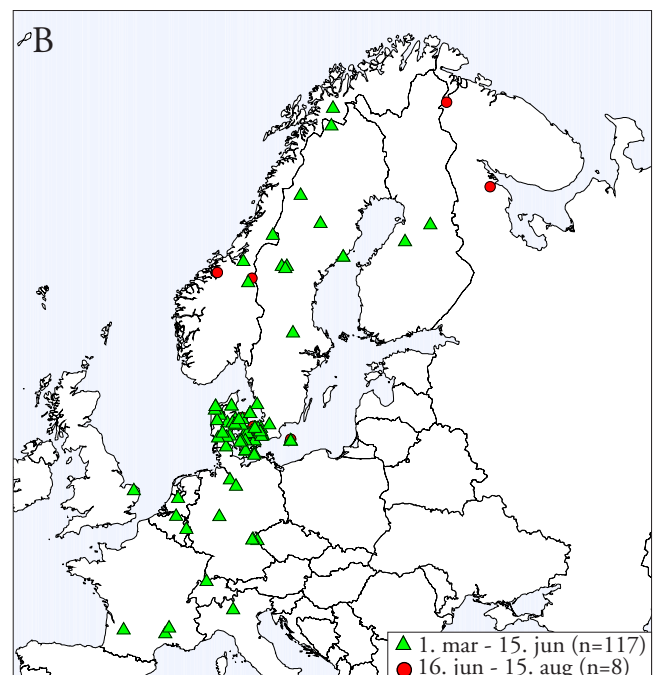 B
1. mar - 15. jun (n=117)
16. jun - 15. aug (n=8)